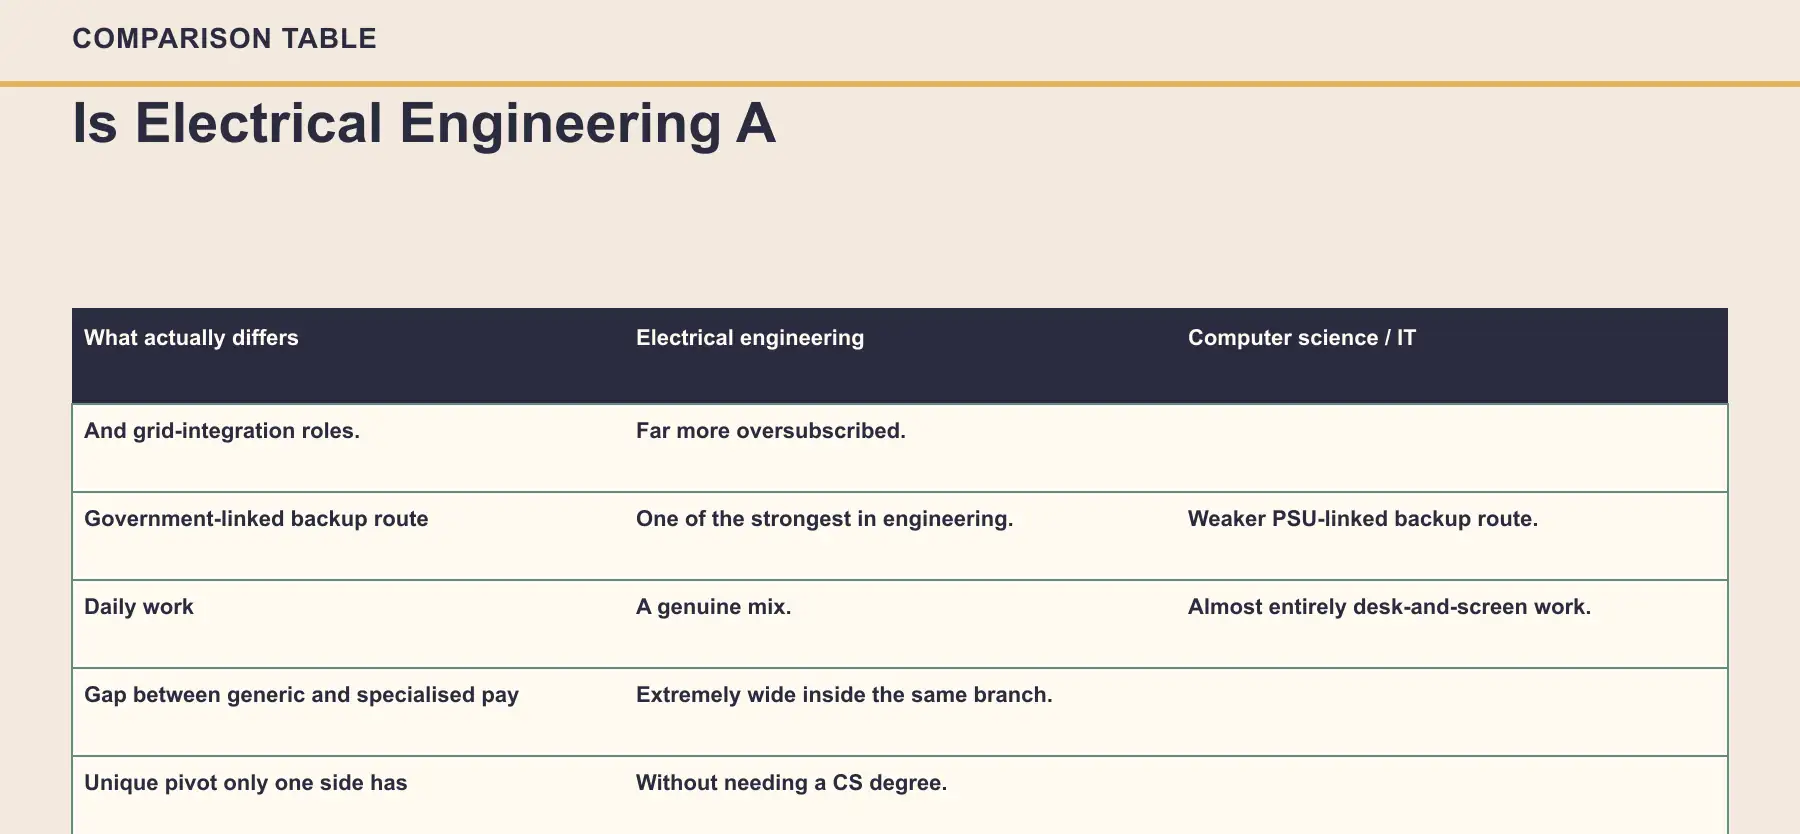 COMPARISON TABLE
Is Electrical Engineering A
What actually differs Electrical engineering Computer science / IT
And grid-integration roles. Far more oversubscribed.
Government-linked backup route One of the strongest in engineering. Weaker PSU-linked backup route.
Daily work A genuine mix. Almost entirely desk-and-screen work.
Gap between generic and specialised pay Extremely wide inside the same branch.
Unique pivot only one side has Without needing a CS degree.